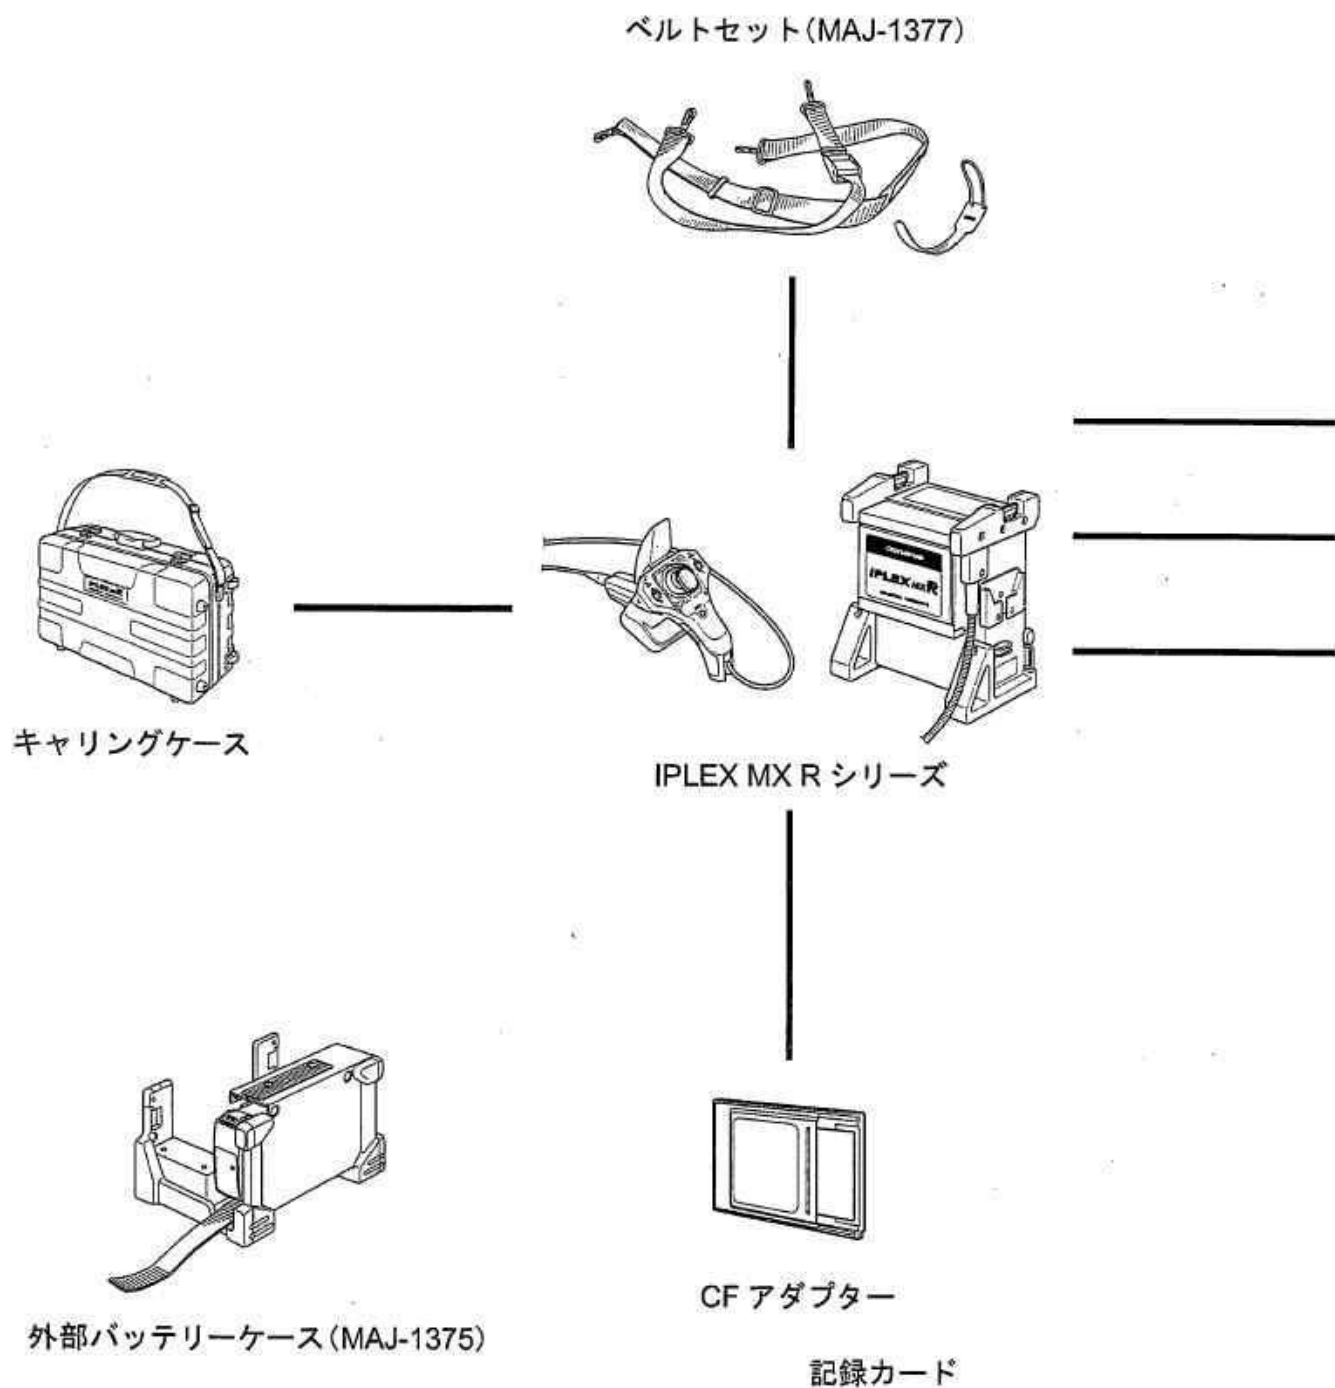 ベルトセット(MAJ-1377)
IPLEX MX R
キャリングケース
IPLEX MX R シリーズ
CF アダプター
外部バッテリーケース(MAJ-1375)
記録カード